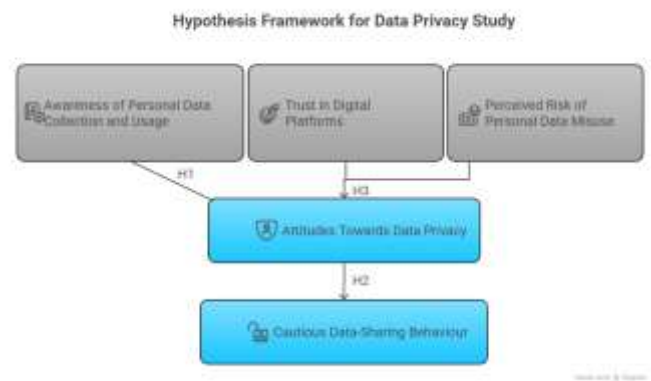 Hypothesis Framework for Data Privacy Study
Awareness of Personal Data
Collection and Usage
Trust in Digital
Platforms
Perceived Risk of
Personal Data Misuse
H1
H3
Attitudes Towards Data Privacy
H2
Cautious Data-Sharing Behaviour